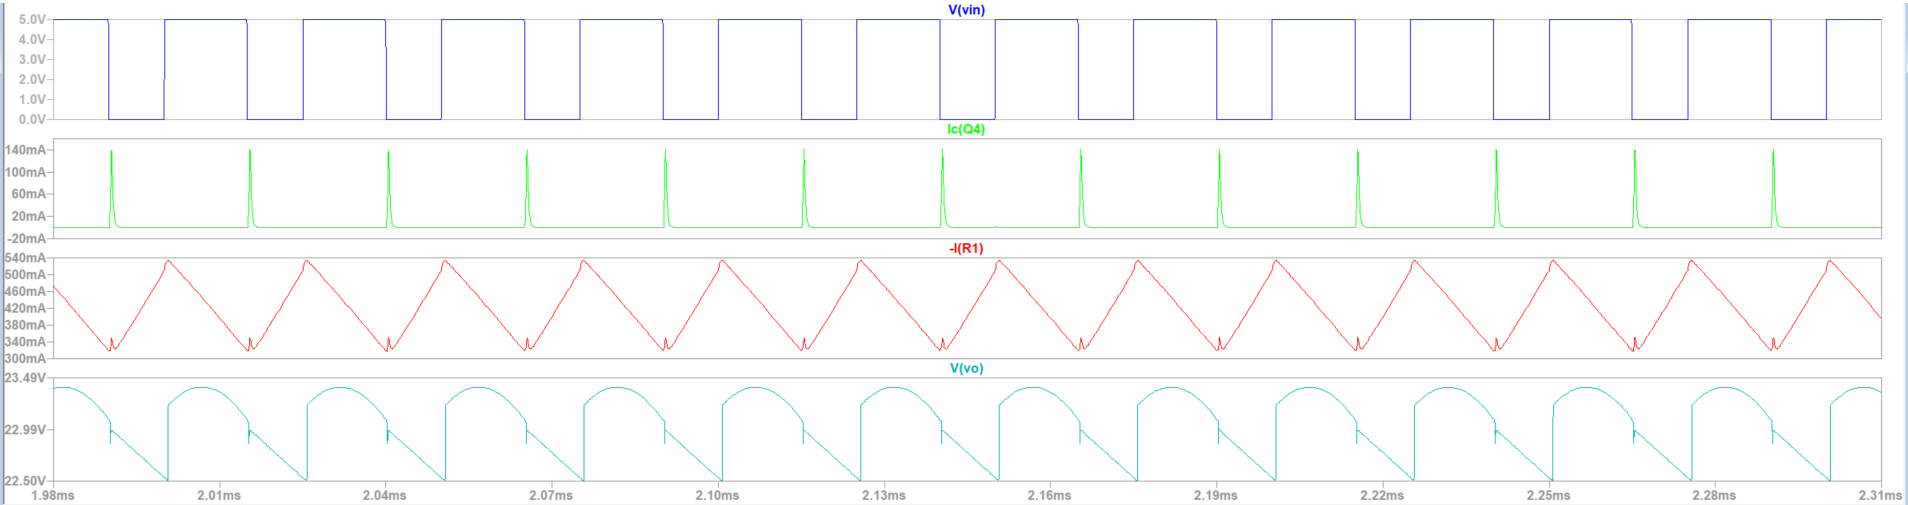 V(vin)
5.0V
4.0V
3.0V
2.0V
1.0V
0.0V
Ic(Q4)
140mA
100mA
60mA
20mA
-20mA
-I(R1)
540mA
500mA
460mA
420mA
380mA
340mA
300mA
V(vo)
23.49V
22.99V
22.50V
1.98ms 2.01ms 2.04ms 2.07ms 2.10ms 2.13ms 2.16ms 2.19ms 2.22ms 2.25ms 2.28ms 2.31ms